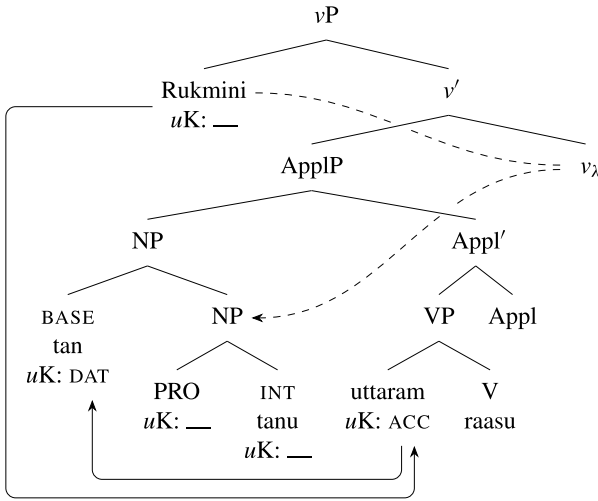 vP
Rukmini
uK: __
v′
ApplP
v_λ
NP
Appl′
BASE
tan
uK: DAT
NP
VP
Appl
PRO
uK: __
INT
tanu
uK: __
uttaram
uK: ACC
V
raasu